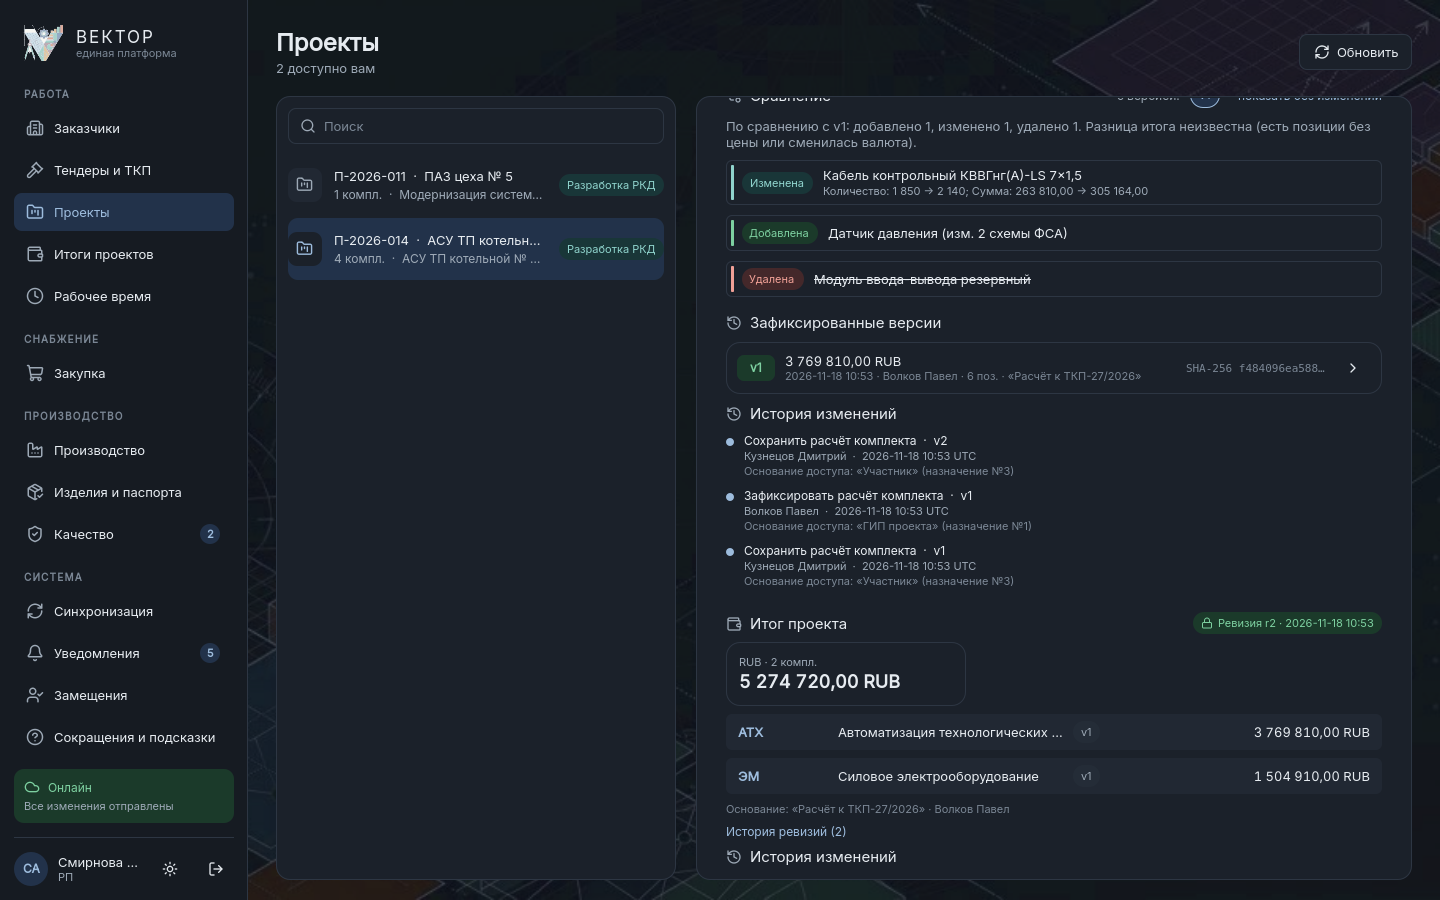 ВЕКТОР
единая платформа
РАБОТА
Заказчики
Тендеры и ТКП
Проекты
Итоги проектов
Рабочее время
СНАБЖЕНИЕ
Закупка
ПРОИЗВОДСТВО
Производство
Изделия и паспорта
Качество 2
СИСТЕМА
Синхронизация
Уведомления 5
Замещения
Сокращения и подсказки
Онлайн
Все изменения отправлены
СА
Смирнова ...
РП
Проекты
2 доступно вам
Обновить
Поиск
П-2026-011 · ПАЗ цеха № 5
1 компл. · Модернизация систем...
Разработка РКД
П-2026-014 · АСУ ТП котельн...
4 компл. · АСУ ТП котельной № ...
Разработка РКД
Сравнение
с версией:
показать без изменений
По сравнению с v1: добавлено 1, изменено 1, удалено 1. Разница итога неизвестна (есть позиции без
цены или сменилась валюта).
Изменена
Кабель контрольный КВВГнг(А)-LS 7×1,5
Количество: 1 850 → 2 140; Сумма: 263 810,00 → 305 164,00
Добавлена
Датчик давления (изм. 2 схемы ФСА)
Удалена
Модуль ввода-вывода резервный
Зафиксированные версии
v1
3 769 810,00 RUB
2026-11-18 10:53 · Волков Павел · 6 поз. · «Расчёт к ТКП-27/2026»
SHA-256 f484096ea588…
История изменений
Сохранить расчёт комплекта · v2
Кузнецов Дмитрий · 2026-11-18 10:53 UTC
Основание доступа: «Участник» (назначение №3)
Зафиксировать расчёт комплекта · v1
Волков Павел · 2026-11-18 10:53 UTC
Основание доступа: «ГИП проекта» (назначение №1)
Сохранить расчёт комплекта · v1
Кузнецов Дмитрий · 2026-11-18 10:53 UTC
Основание доступа: «Участник» (назначение №3)
Итог проекта
Ревизия r2 · 2026-11-18 10:53
RUB · 2 компл.
5 274 720,00 RUB
АТХ Автоматизация технологических ... v1 3 769 810,00 RUB
ЭМ Силовое электрооборудование v1 1 504 910,00 RUB
Основание: «Расчёт к ТКП-27/2026» · Волков Павел
История ревизий (2)
История изменений